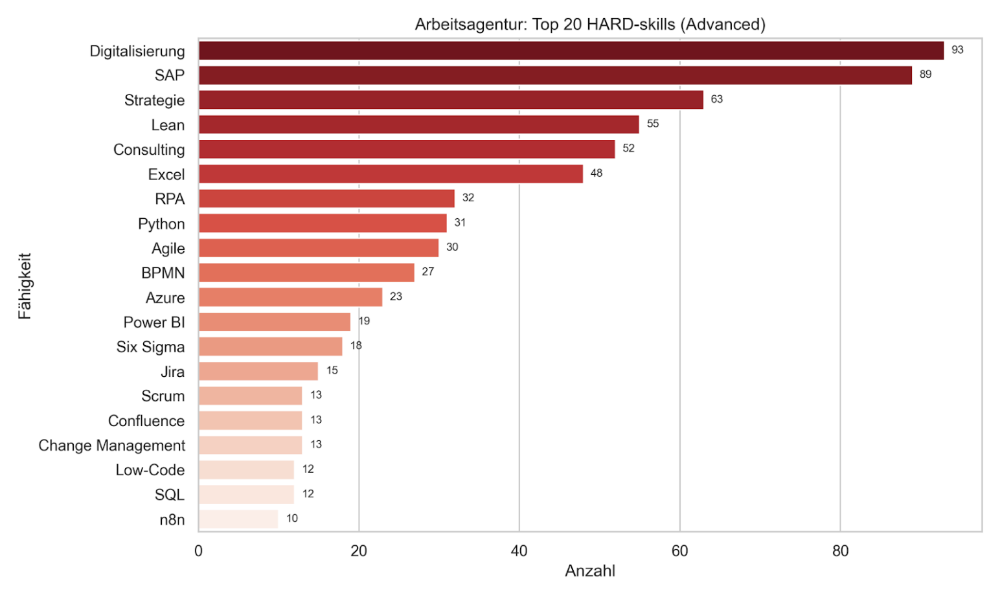 Arbeitsagentur: Top 20 HARD-skills (Advanced)
Fähigkeit
Digitalisierung 93
SAP 89
Strategie 63
Lean 55
Consulting 52
Excel 48
RPA 32
Python 31
Agile 30
BPMN 27
Azure 23
Power BI 19
Six Sigma 18
Jira 15
Scrum 13
Confluence 13
Change Management 13
Low-Code 12
SQL 12
n8n 10
0 20 40 60 80
Anzahl